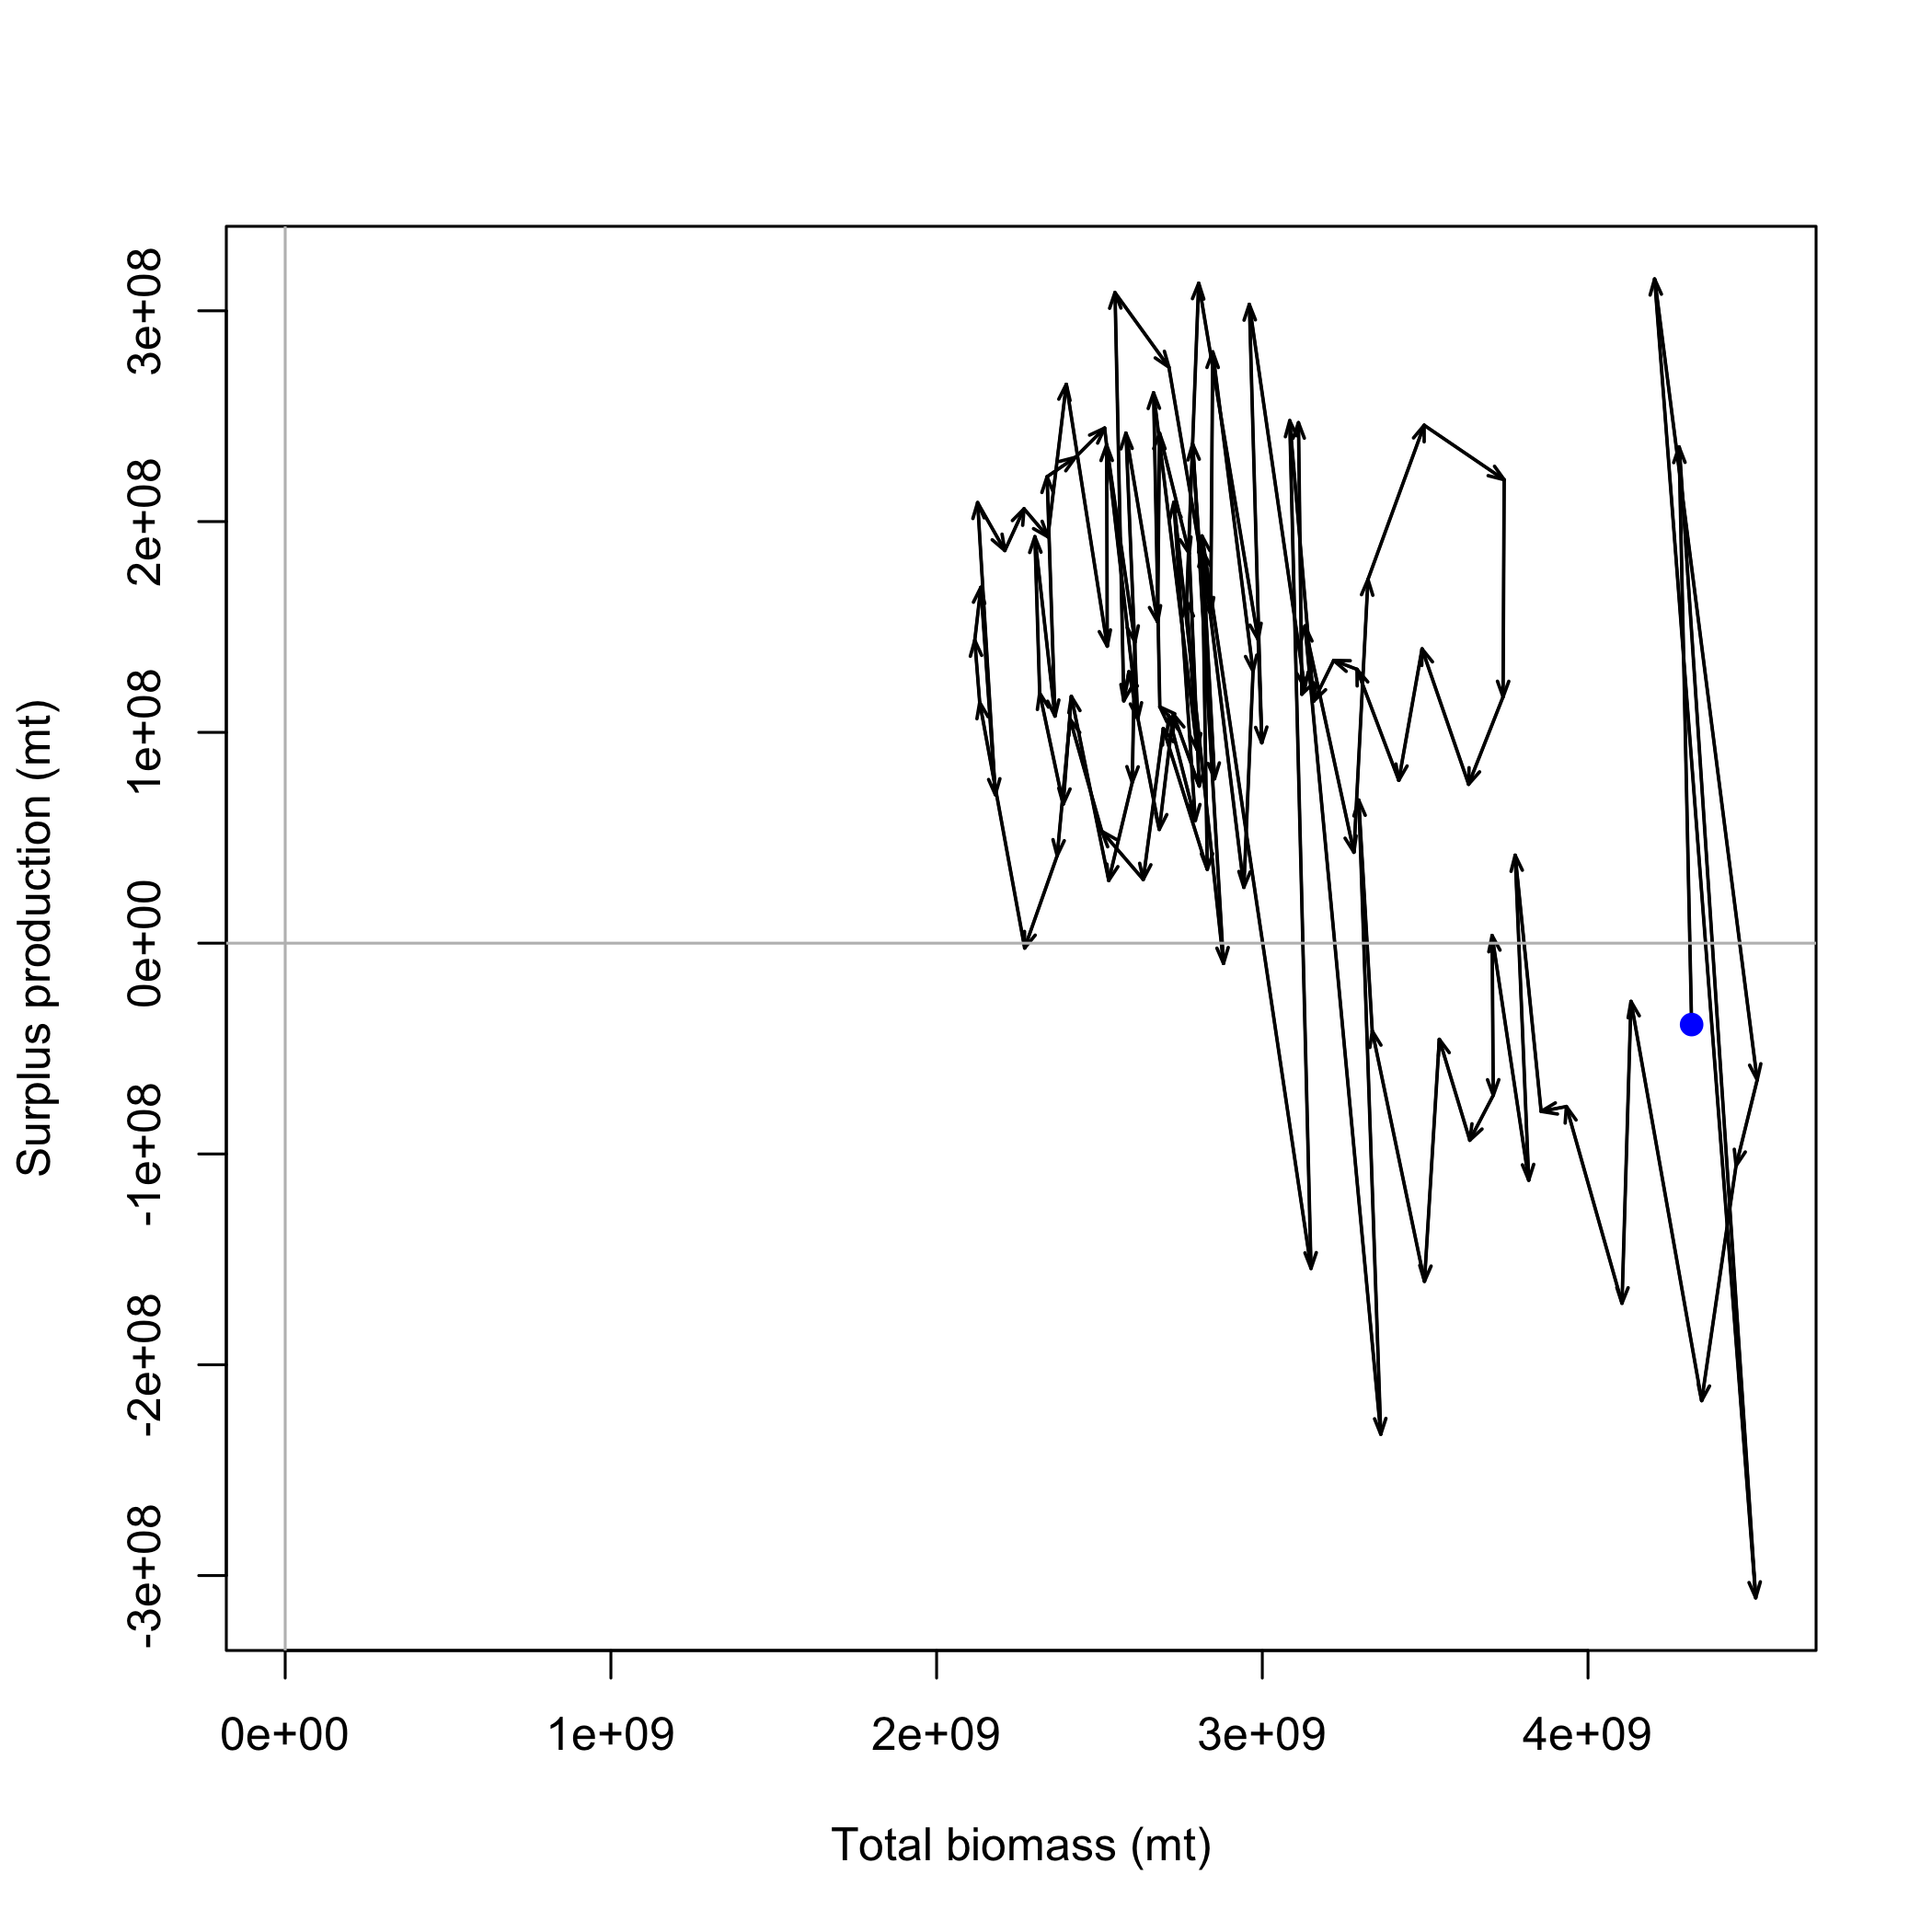 Surplus production (mt)
3e+08
2e+08
1e+08
0e+00
-1e+08
-2e+08
-3e+08
0e+00 1e+09 2e+09 3e+09 4e+09
Total biomass (mt)